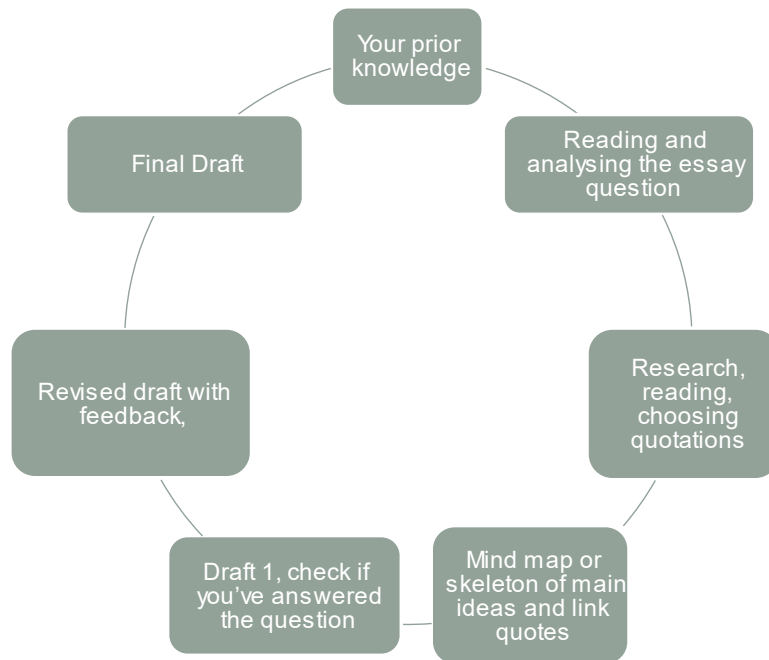 Your prior
knowledge
Reading and
analysing the essay
question
Research,
reading,
choosing
quotations
Mind map or
skeleton of main
ideas and link
quotes
Draft 1, check if
you've answered
the question
Revised draft with
feedback,
Final Draft